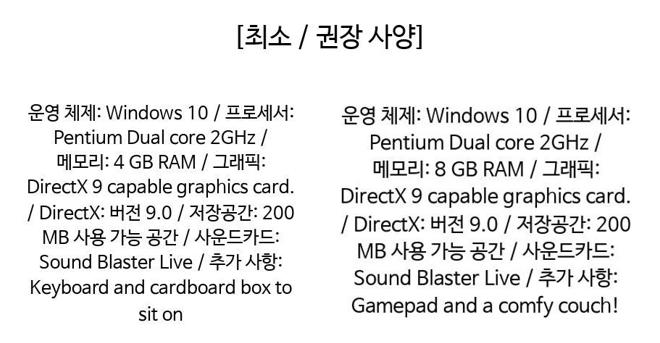 [최소 / 권장 사양]
운영 체제: Windows 10 / 프로세서:
Pentium Dual core 2GHz /
메모리: 4 GB RAM / 그래픽:
DirectX 9 capable graphics card.
/ DirectX: 버전 9.0 / 저장공간: 200
MB 사용 가능 공간 / 사운드카드:
Sound Blaster Live / 추가 사항:
Keyboard and cardboard box to
sit on
운영 체제: Windows 10 / 프로세서:
Pentium Dual core 2GHz /
메모리: 8 GB RAM / 그래픽:
DirectX 9 capable graphics card.
/ DirectX: 버전 9.0 / 저장공간: 200
MB 사용 가능 공간 / 사운드카드:
Sound Blaster Live / 추가 사항:
Gamepad and a comfy couch!